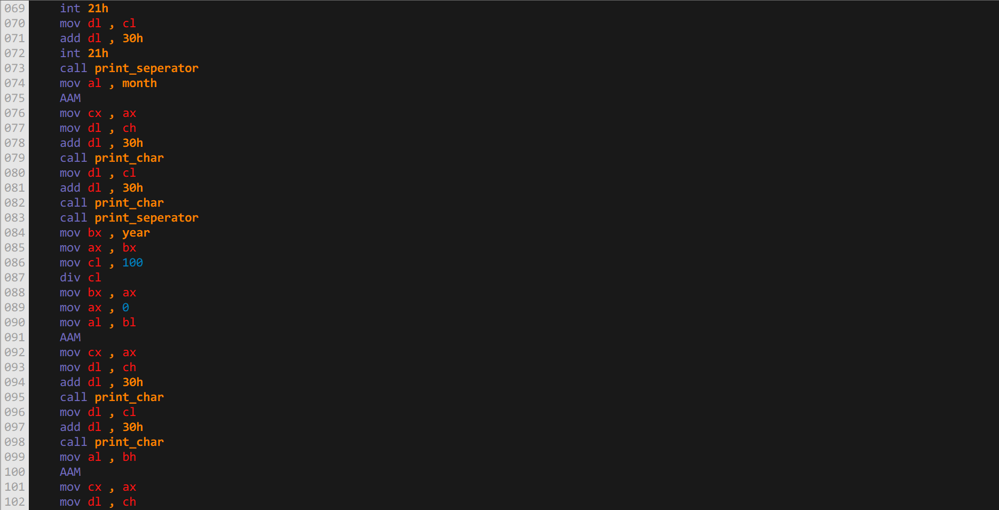 069 int 21h
070 mov dl , cl
071 add dl , 30h
072 int 21h
073 call print_seperator
074 mov al , month
075 AAM
076 mov cx , ax
077 mov dl , ch
078 add dl , 30h
079 call print_char
080 mov dl , cl
081 add dl , 30h
082 call print_char
083 call print_seperator
084 mov bx , year
085 mov ax , bx
086 mov cl , 100
087 div cl
088 mov bx , ax
089 mov ax , 0
090 mov al , bl
091 AAM
092 mov cx , ax
093 mov dl , ch
094 add dl , 30h
095 call print_char
096 mov dl , cl
097 add dl , 30h
098 call print_char
099 mov al , bh
100 AAM
101 mov cx , ax
102 mov dl , ch